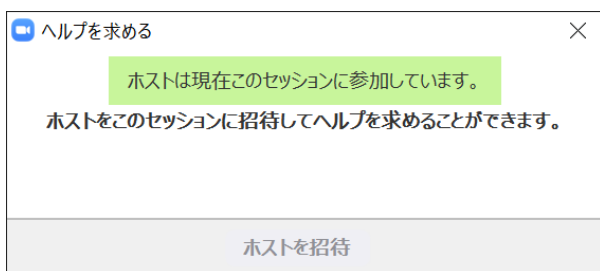 ヘルプを求める
ホストは現在このセッションに参加しています。
ホストをこのセッションに招待してヘルプを求めることができます。
ホストを招待